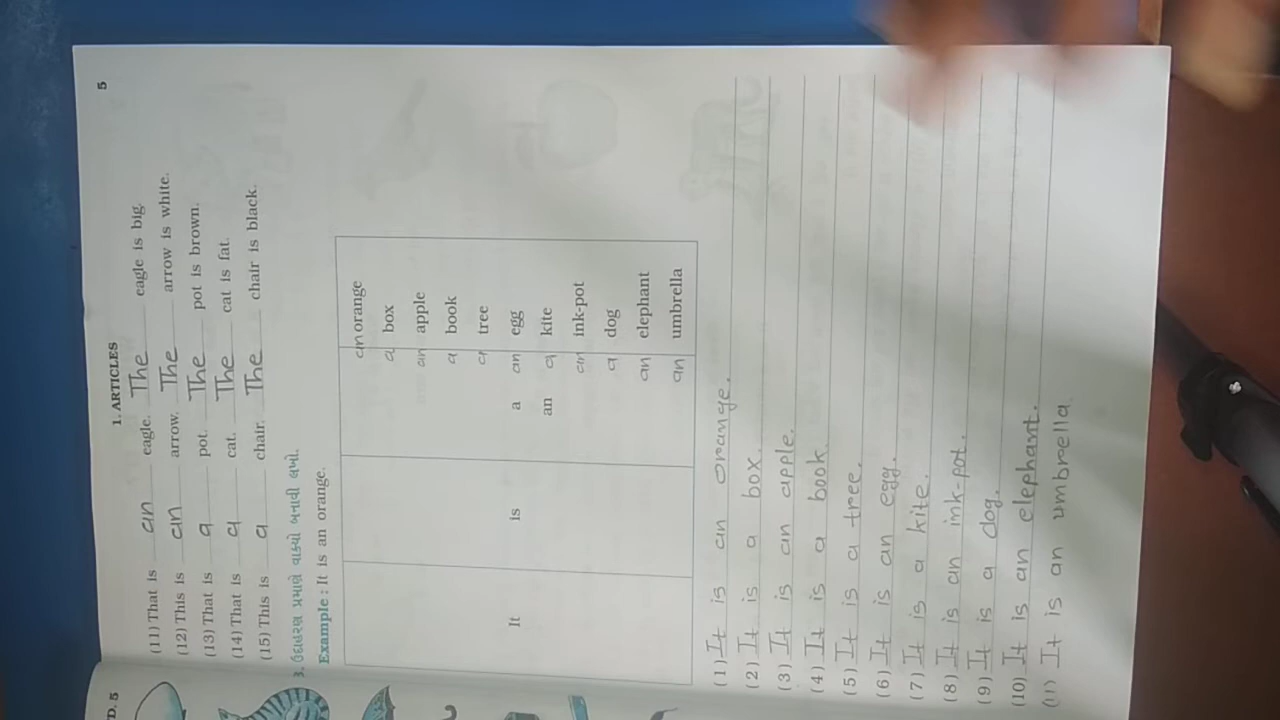 D. 5
1. ARTICLES 5
(11) That is an eagle. The eagle is big.
(12) This is an arrow. The arrow is white.
(13) That is a pot. The pot is brown.
(14) That is a cat. The cat is fat.
(15) This is a chair. The chair is black.
3. ઉદાહરણ પ્રમાણે વાક્યો બનાવી લખો.
Example : It is an orange.
an orange
a box
an apple
a book
a tree
It is a an egg
an a kite
an ink-pot
a dog
an elephant
an umbrella
(1) It is an orange.
(2) It is a box.
(3) It is an apple.
(4) It is a book.
(5) It is a tree.
(6) It is an egg.
(7) It is a kite.
(8) It is an ink-pot.
(9) It is a dog.
(10) It is an elephant.
(11) It is an umbrella.